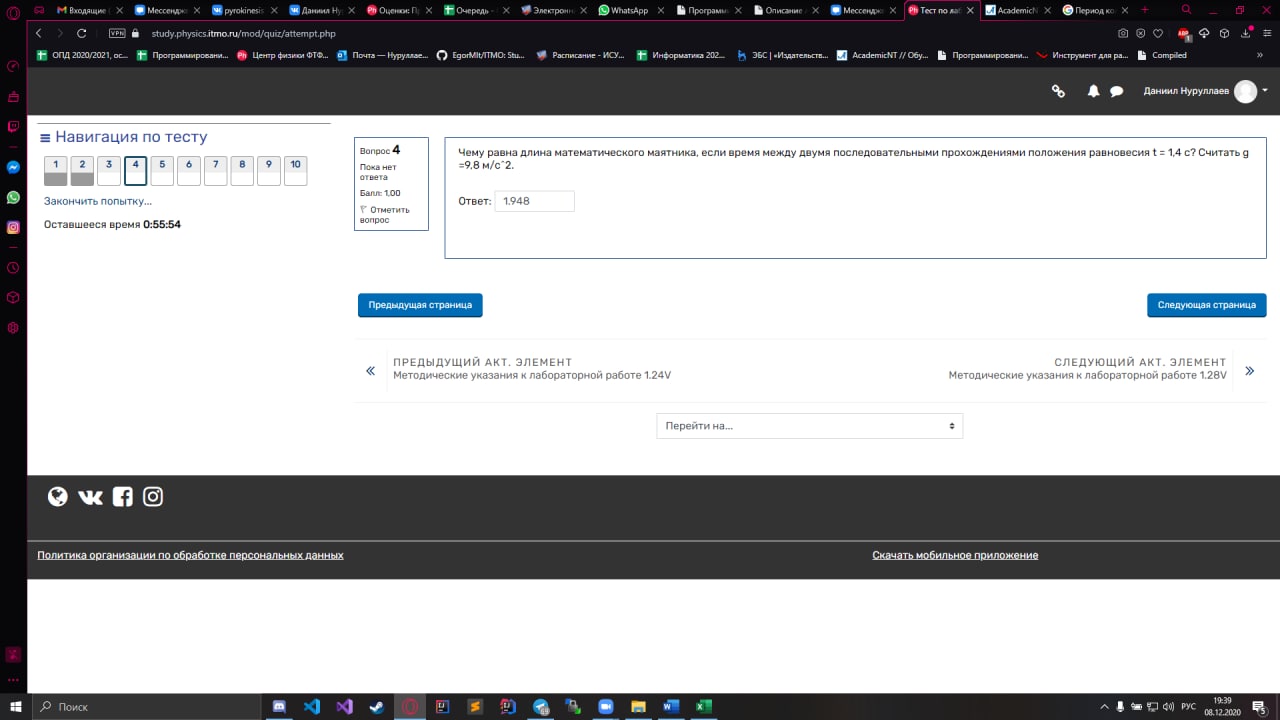 Входящие (
Мессендж
pyrokinesis
Даниил Ну
Оценки: Пр
Очередь -
Электронн
WhatsApp
Программ
Описание
Мессендж
Тест по лаб
AcademicN
Период ко
VPN study.physics.itmo.ru/mod/quiz/attempt.php
ОПД 2020/2021, ос...
Программировани...
Центр физики ФТФ...
Почта — Нуруллае...
EgorMIt/ITMO: Stu...
Расписание - ИСУ...
Информатика 202...
ЭБС | «Издательств...
AcademicNT // Обу...
Программировани...
Инструмент для ра...
Compiled
Даниил Нуруллаев
Навигация по тесту
1 2 3 4 5 6 7 8 9 10
Закончить попытку...
Оставшееся время 0:55:54
Вопрос 4
Пока нет
ответа
Балл: 1,00
Отметить
вопрос
Чему равна длина математического маятника, если время между двумя последовательными прохождениями положения равновесия t = 1,4 с? Считать g
=9,8 м/с^2.
Ответ: 1.948
Предыдущая страница
Следующая страница
ПРЕДЫДУЩИЙ АКТ. ЭЛЕМЕНТ
Методические указания к лабораторной работе 1.24V
СЛЕДУЮЩИЙ АКТ. ЭЛЕМЕНТ
Методические указания к лабораторной работе 1.28V
Перейти на...
Политика организации по обработке персональных данных
Скачать мобильное приложение
Поиск
РУС
19:39
08.12.2020